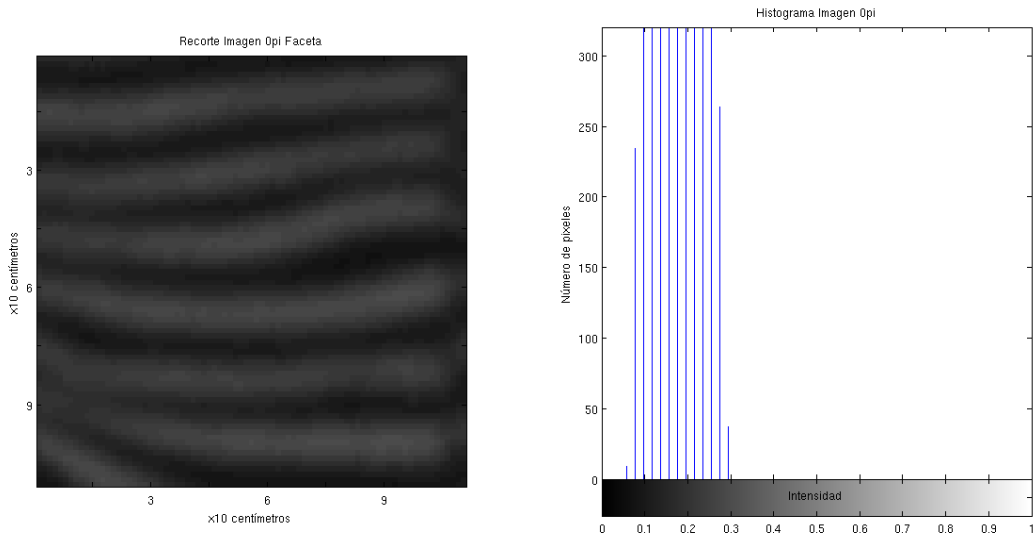 Recorte Imagen 0pi Faceta
3
6
9
x10 centímetros
3
6
9
x10 centímetros
Histograma Imagen 0pi
300
250
200
150
100
50
0
Número de pixeles
Intensidad
0 0.1 0.2 0.3 0.4 0.5 0.6 0.7 0.8 0.9 1